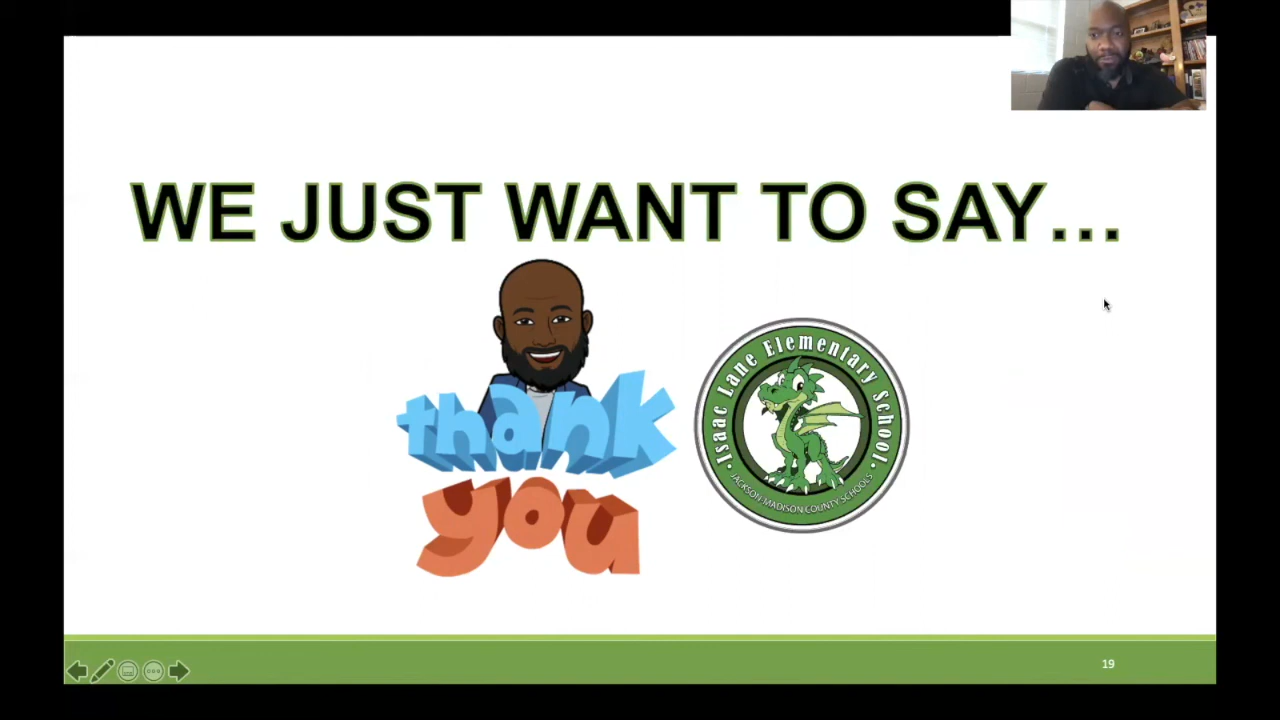 WE JUST WANT TO SAY...
thank
you
Isaac Lane Elementary School
JACKSON-MADISON COUNTY SCHOOLS
19